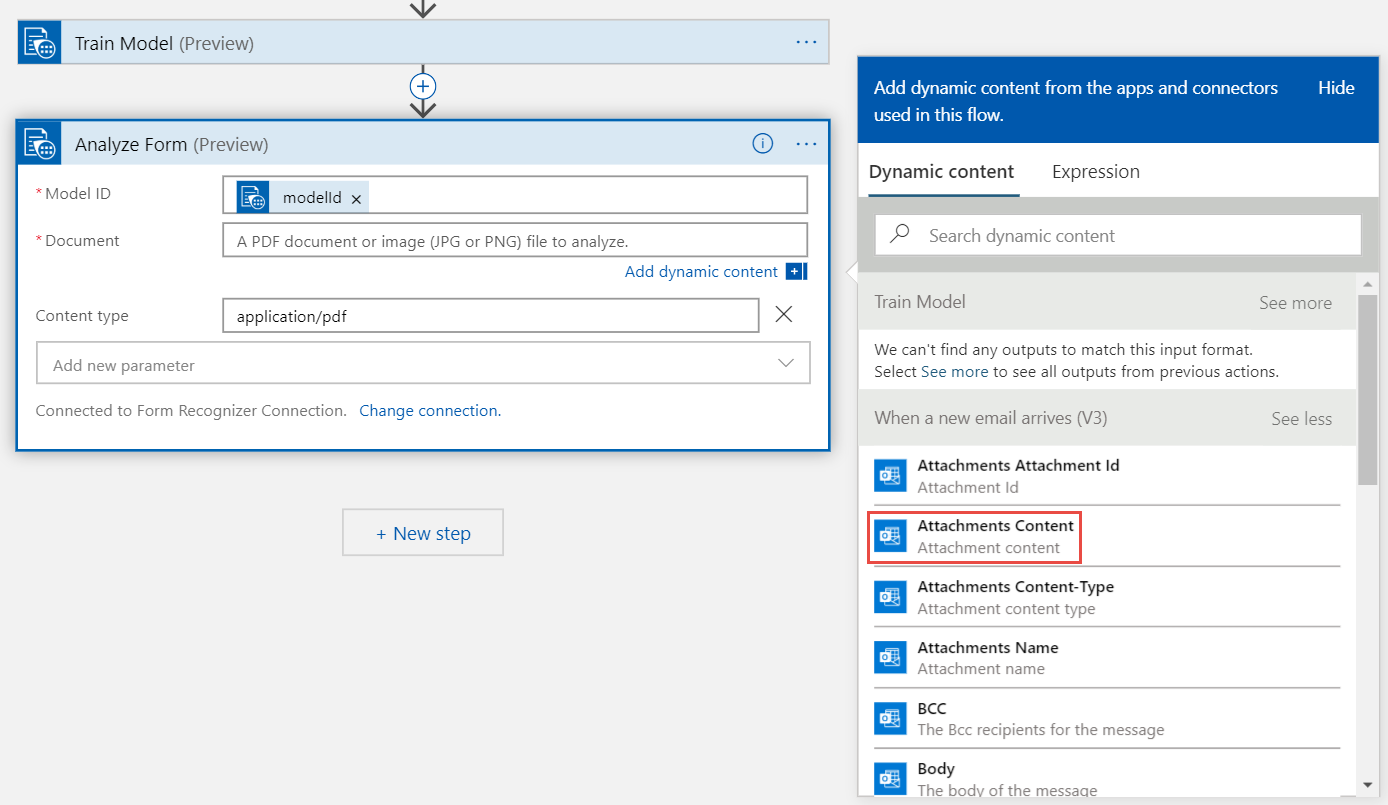 Train Model (Preview)
Analyze Form (Preview)
* Model ID
modelId
* Document
A PDF document or image (JPG or PNG) file to analyze.
Add dynamic content
Content type
application/pdf
Add new parameter
Connected to Form Recognizer Connection. Change connection.
+ New step
Add dynamic content from the apps and connectors
used in this flow.
Hide
Dynamic content
Expression
Search dynamic content
Train Model
See more
We can't find any outputs to match this input format.
Select See more to see all outputs from previous actions.
When a new email arrives (V3)
See less
Attachments Attachment Id
Attachment Id
Attachments Content
Attachment content
Attachments Content-Type
Attachment content type
Attachments Name
Attachment name
BCC
The Bcc recipients for the message
Body
The body of the message